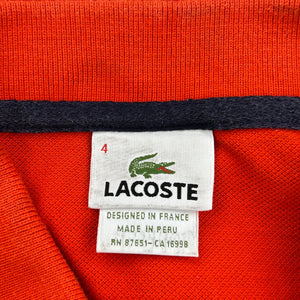 4
LACOSTE
DESIGNED IN FRANCE
MADE IN PERU
RN 87651-CA 16998